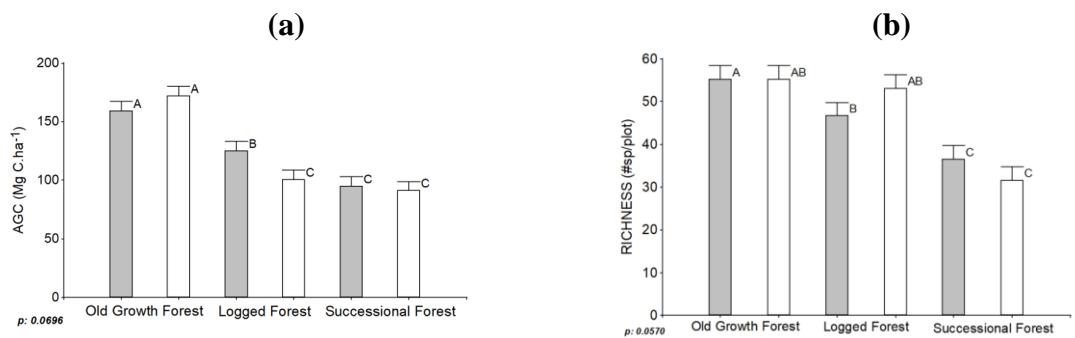 (a)
AGC (Mg C.ha⁻¹)
200
150
100
50
0
A
A
B
C
C
C
Old Growth Forest
Logged Forest
Successional Forest
p: 0.0696
(b)
RICHNESS (#sp/plot)
60
50
40
30
20
10
0
A
AB
B
AB
C
C
Old Growth Forest
Logged Forest
Successional Forest
p: 0.0570